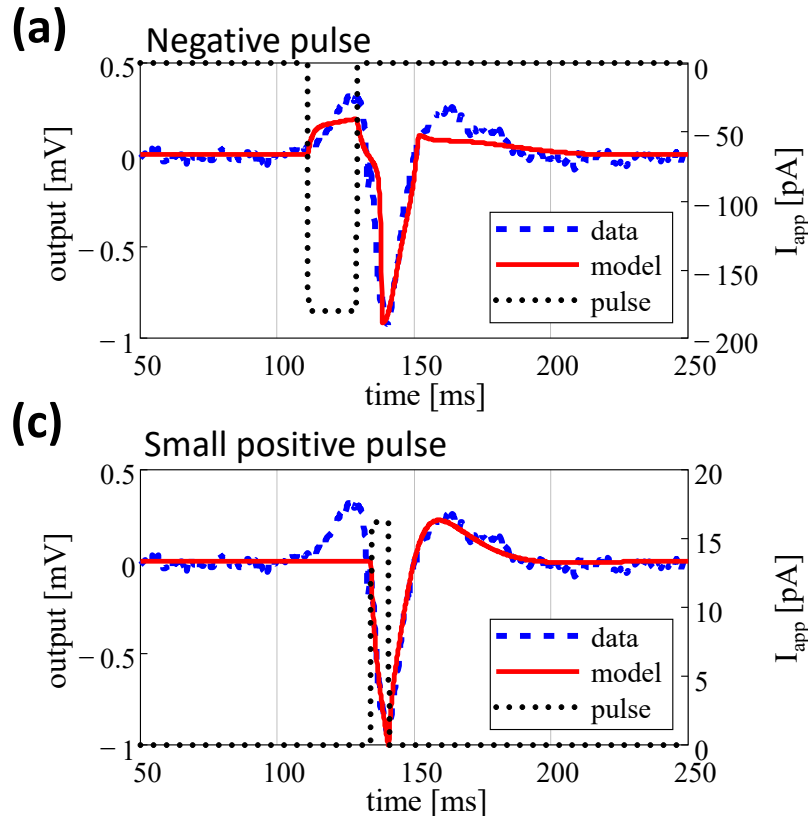 (a)
Negative pulse
0.5
0
−0.5
−1
output [mV]
0
−50
−100
−150
−200
I_app [pA]
data
model
pulse
50 100 150 200 250
time [ms]
(c)
Small positive pulse
0.5
0
−0.5
−1
output [mV]
20
15
10
5
0
I_app [pA]
data
model
pulse
50 100 150 200 250
time [ms]